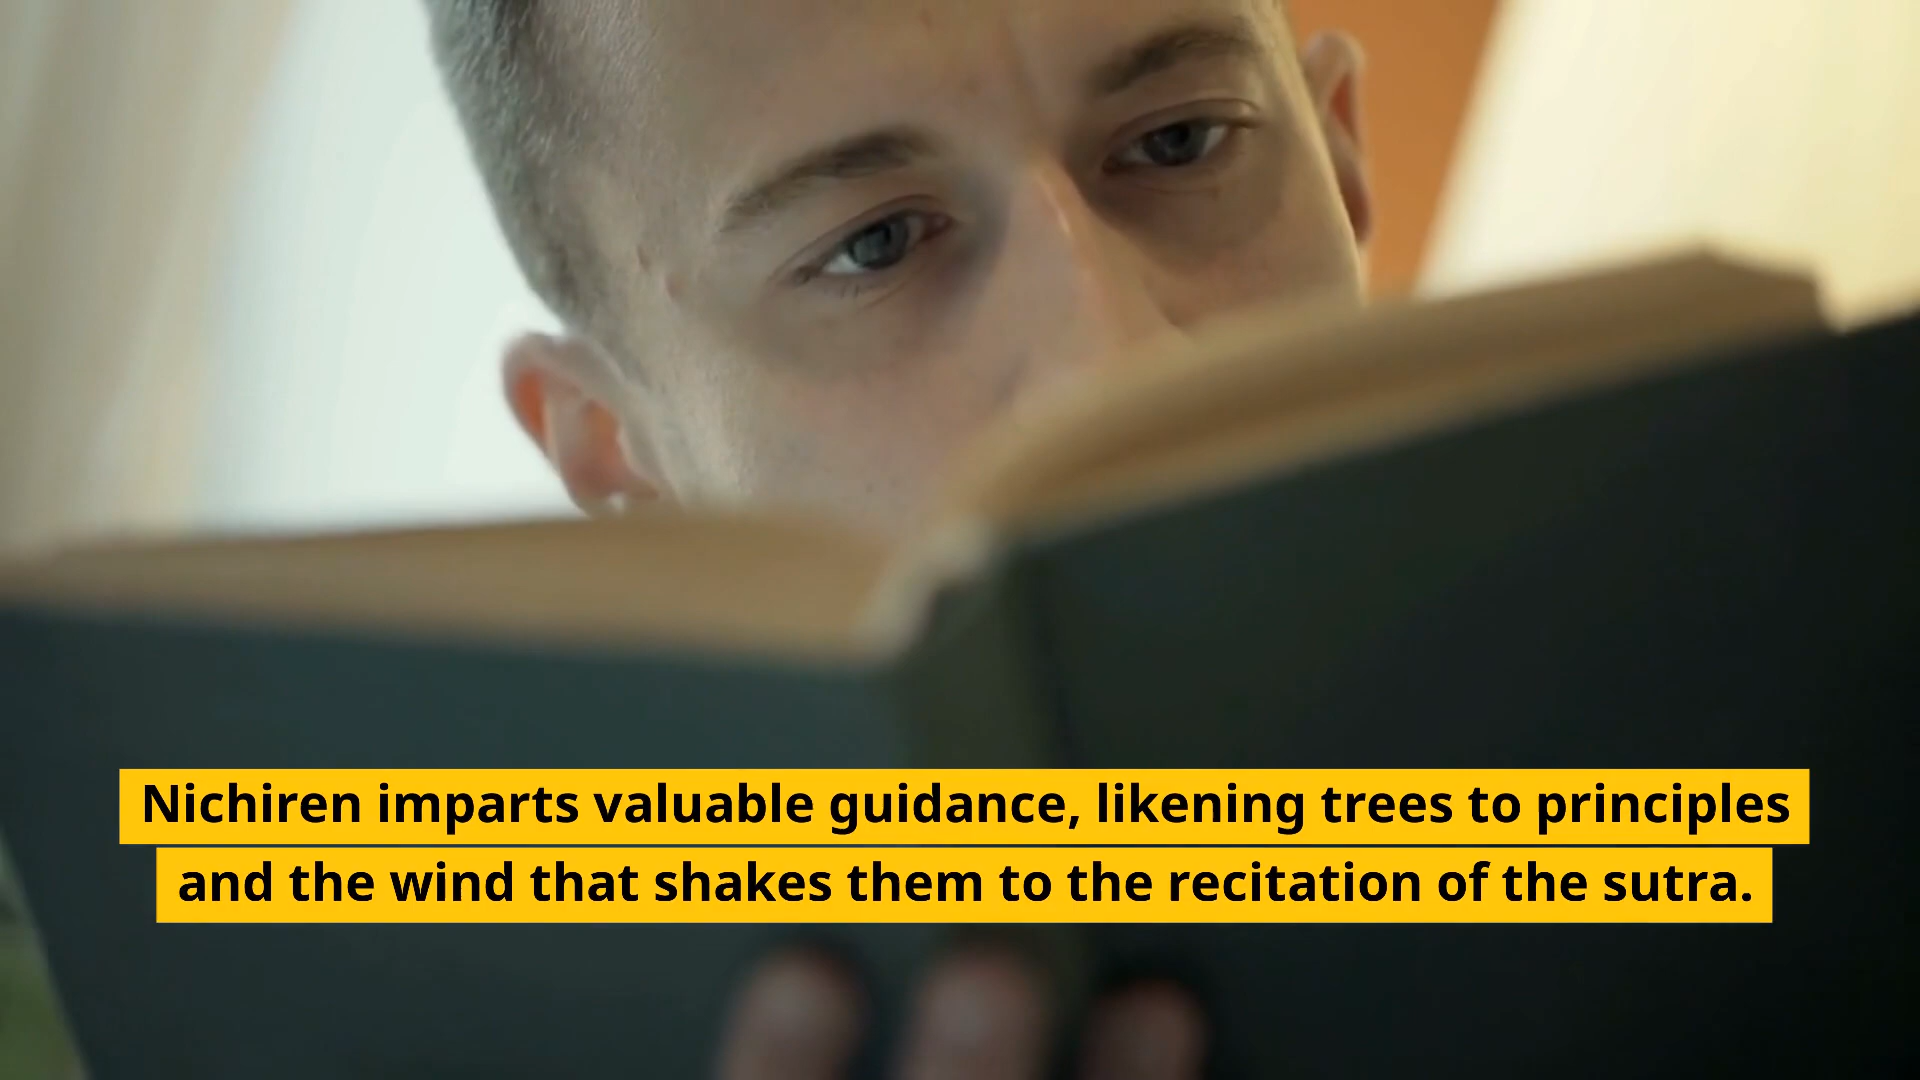 Nichiren imparts valuable guidance, likening trees to principles
and the wind that shakes them to the recitation of the sutra.